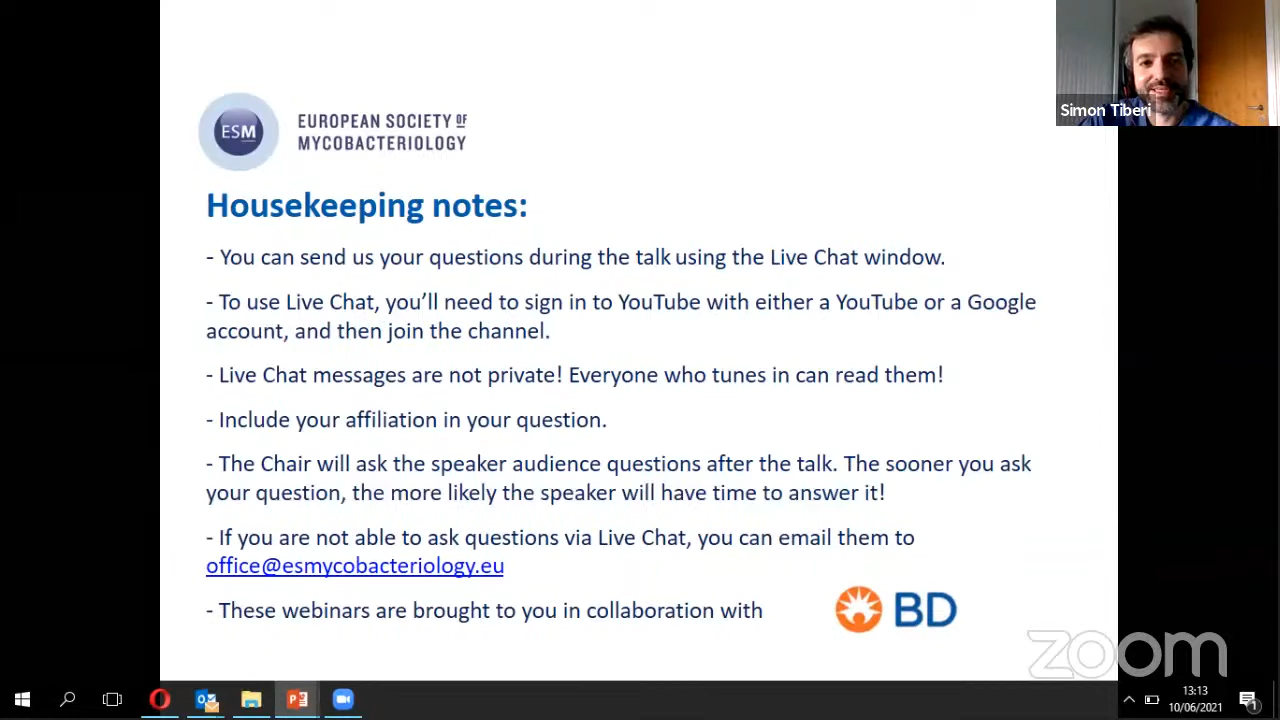 Simon Tiberi
ESM
EUROPEAN SOCIETY OF
MYCOBACTERIOLOGY
Housekeeping notes:
- You can send us your questions during the talk using the Live Chat window.
- To use Live Chat, you’ll need to sign in to YouTube with either a YouTube or a Google
account, and then join the channel.
- Live Chat messages are not private! Everyone who tunes in can read them!
- Include your affiliation in your question.
- The Chair will ask the speaker audience questions after the talk. The sooner you ask
your question, the more likely the speaker will have time to answer it!
- If you are not able to ask questions via Live Chat, you can email them to
office@esmycobacteriology.eu
- These webinars are brought to you in collaboration with
BD
zoom
13:13
10/06/2021
1